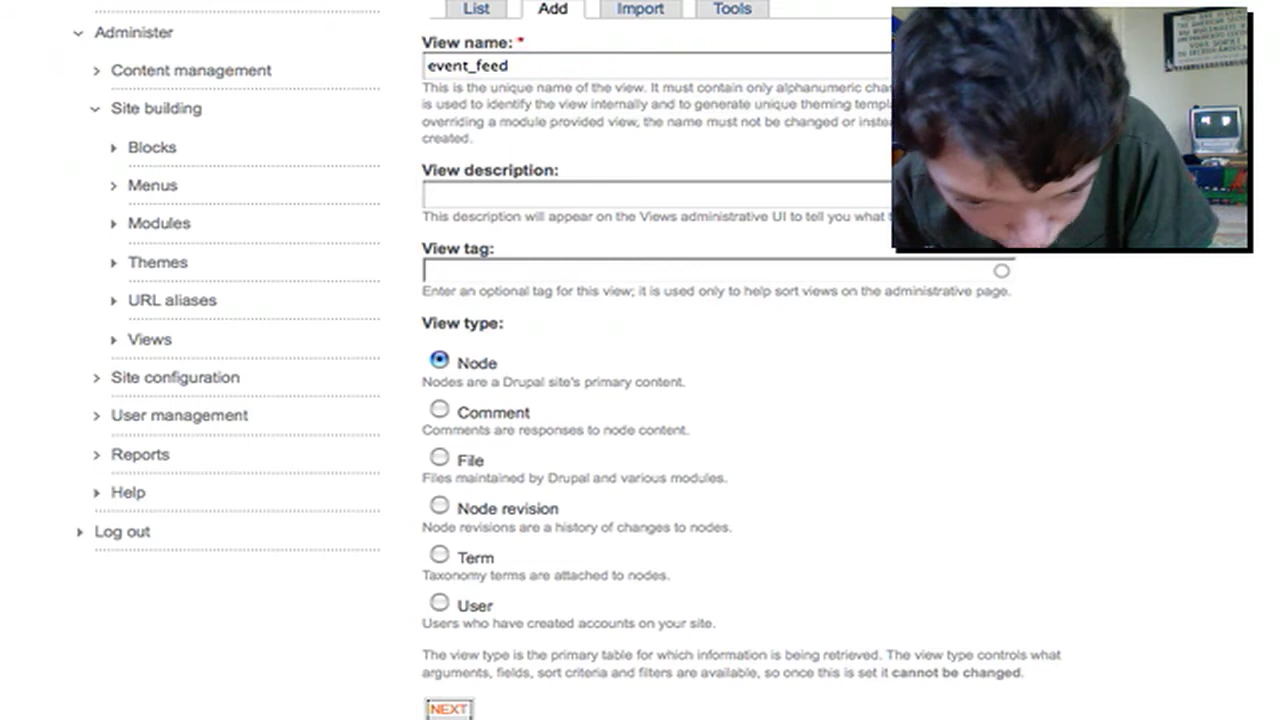 List
Add
Import
Tools
Administer
Content management
Site building
Blocks
Menus
Modules
Themes
URL aliases
Views
Site configuration
User management
Reports
Help
Log out
View name: *
event_feed
This is the unique name of the view. It must contain only alphanumeric
is used to identify the view internally and to generate unique theming
overriding a module provided view, the name must not be changed or
created.
View description:
This description will appear on the Views administrative UI to tell you what
View tag:
Enter an optional tag for this view; it is used only to help sort views on the administrative page.
View type:
Node
Nodes are a Drupal site's primary content.
Comment
Comments are responses to node content.
File
Files maintained by Drupal and various modules.
Node revision
Node revisions are a history of changes to nodes.
Term
Taxonomy terms are attached to nodes.
User
Users who have created accounts on your site.
The view type is the primary table for which information is being retrieved. The view type controls what
arguments, fields, sort criteria and filters are available, so once this is set it cannot be changed.
NEXT